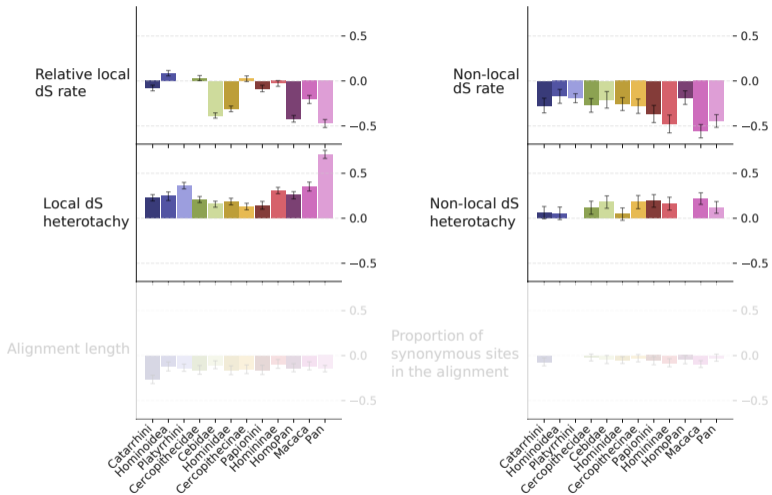 0.5
Relative local
dS rate
0.0
−0.5
Local dS
heterotachy
0.5
0.0
−0.5
Alignment length
0.5
0.0
−0.5
Catarrhini
Hominoidea
Platyrrhini
Cercopithecidae
Cebidae
Hominidae
Cercopithecinae
Papionini
Homininae
HomoPan
Macaca
Pan
0.5
Non-local
dS rate
0.0
−0.5
Non-local dS
heterotachy
0.5
0.0
−0.5
Proportion of
synonymous sites
in the alignment
0.5
0.0
−0.5
Catarrhini
Hominoidea
Platyrrhini
Cercopithecidae
Cebidae
Hominidae
Cercopithecinae
Papionini
Homininae
HomoPan
Macaca
Pan